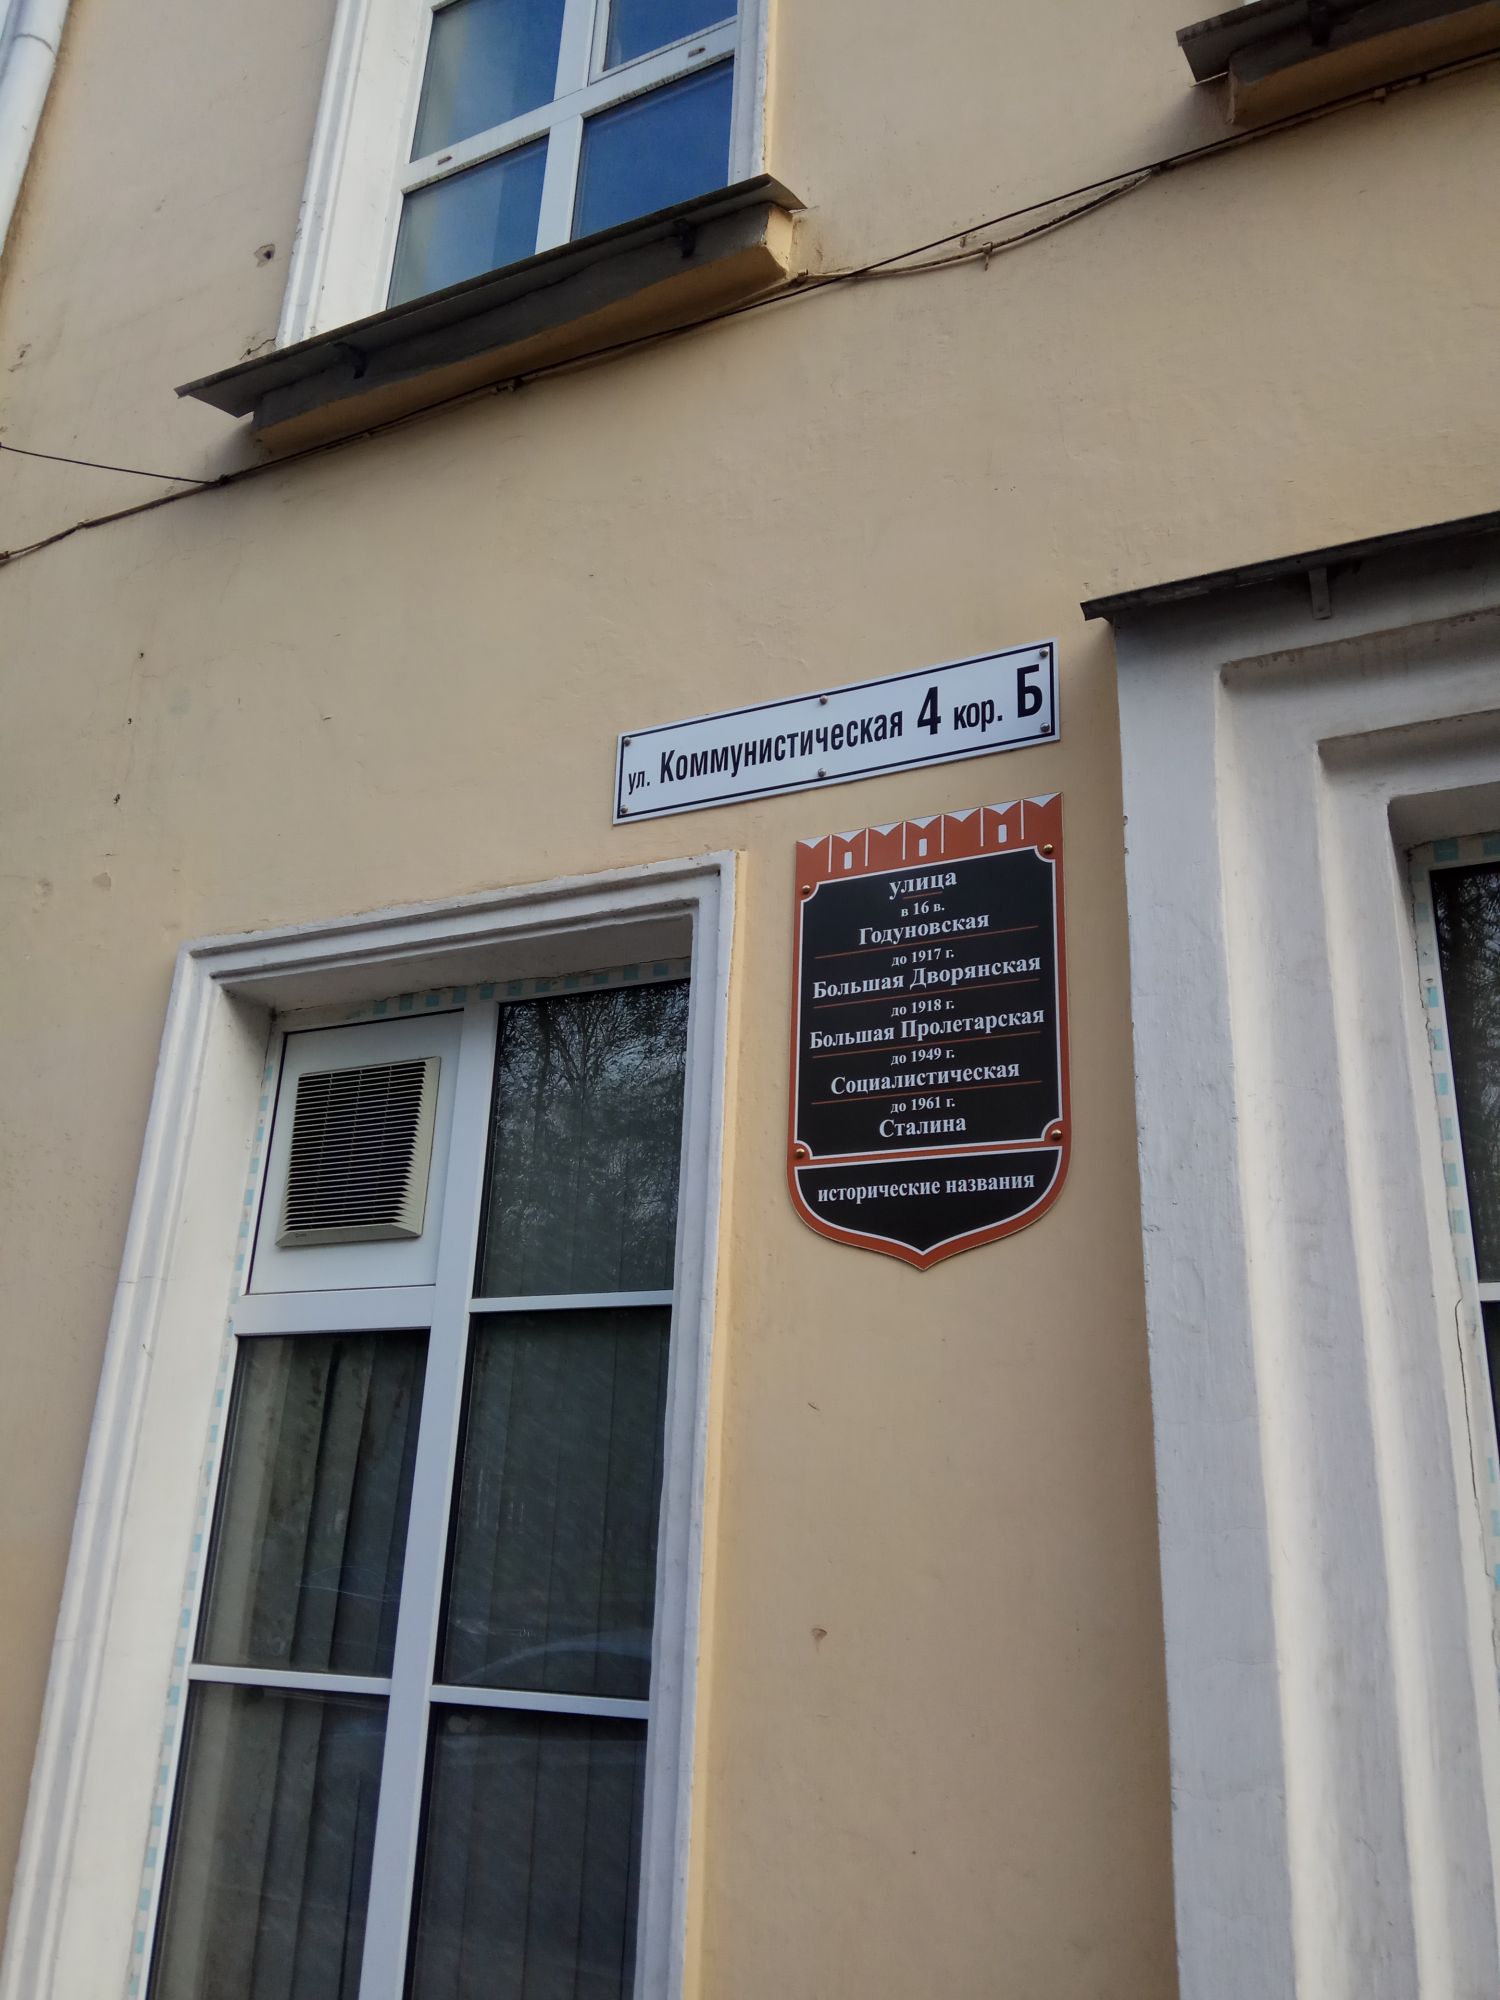 ул. Коммунистическая 4 кор. Б
улица
в 16 в.
Годуновская
до 1917 г.
Большая Дворянская
до 1918 г.
Большая Пролетарская
до 1949 г.
Социалистическая
до 1961 г.
Сталина
исторические названия